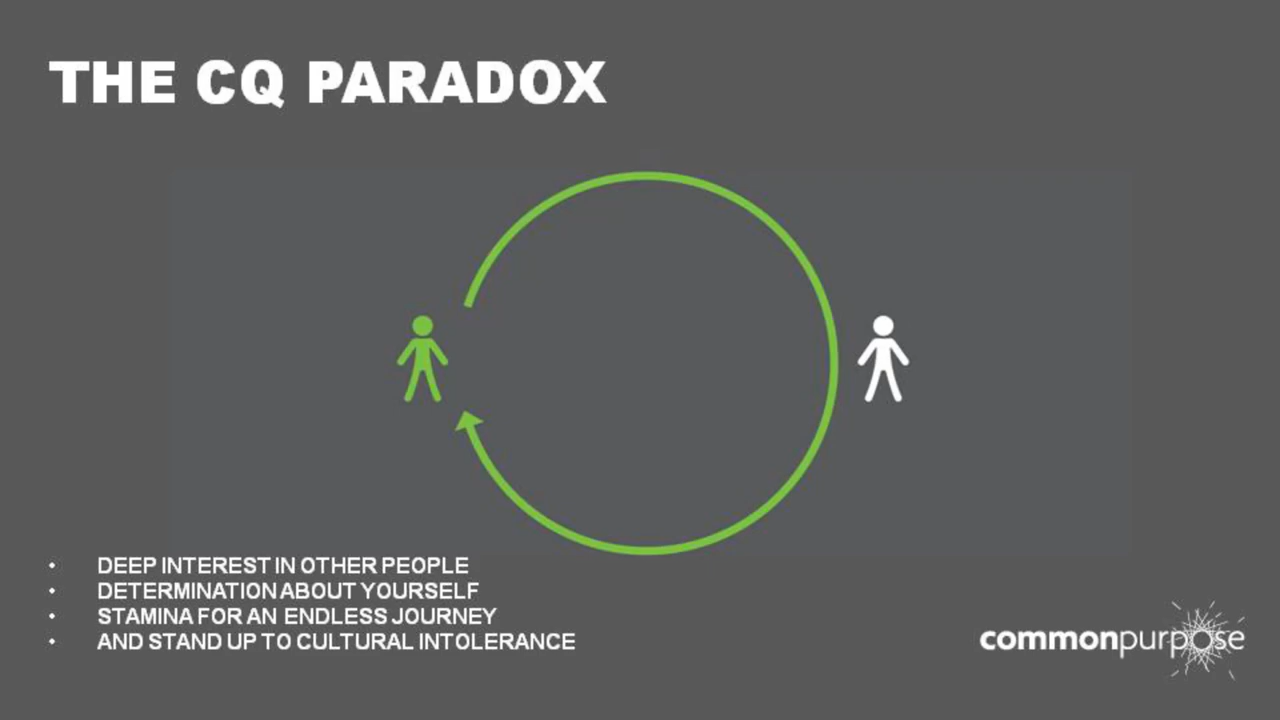 THE CQ PARADOX
• DEEP INTEREST IN OTHER PEOPLE
• DETERMINATION ABOUT YOURSELF
• STAMINA FOR AN ENDLESS JOURNEY
• AND STAND UP TO CULTURAL INTOLERANCE
commonpurpose